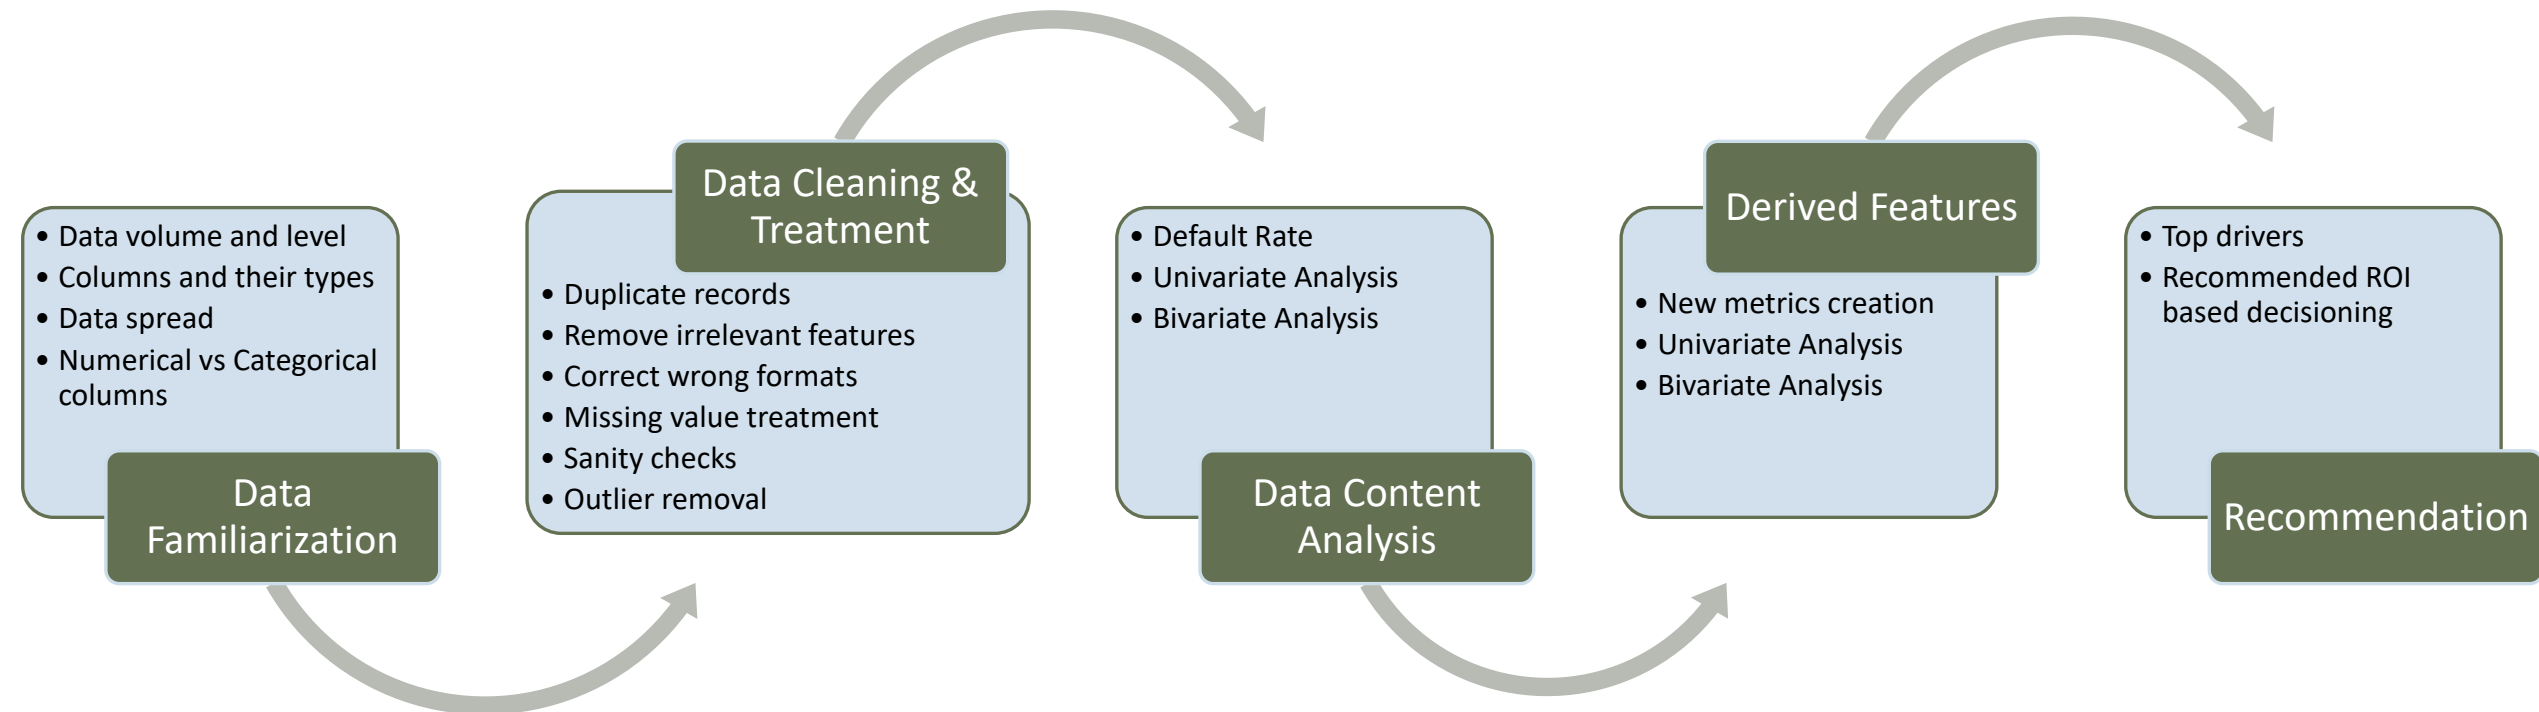 • Data volume and level
• Columns and their types
• Data spread
• Numerical vs Categorical
columns
Data
Familiarization
Data Cleaning &
Treatment
• Duplicate records
• Remove irrelevant features
• Correct wrong formats
• Missing value treatment
• Sanity checks
• Outlier removal
• Default Rate
• Univariate Analysis
• Bivariate Analysis
Data Content
Analysis
Derived Features
• New metrics creation
• Univariate Analysis
• Bivariate Analysis
• Top drivers
• Recommended ROI
based decisioning
Recommendation